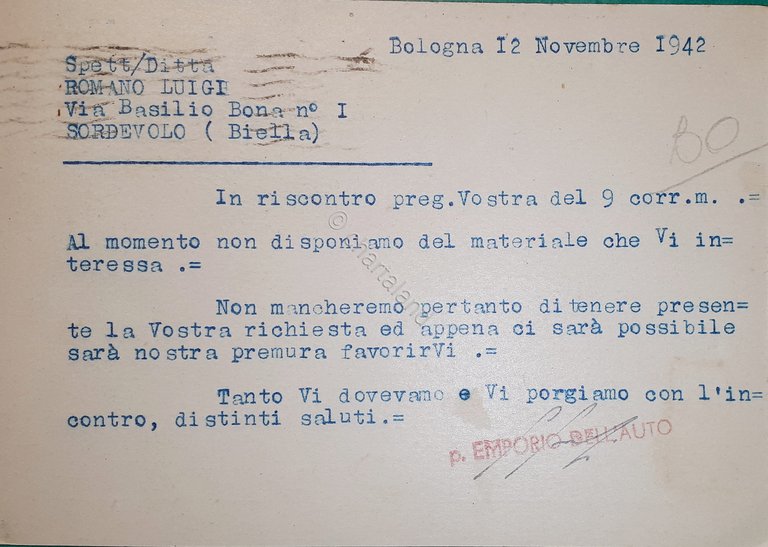 Bologna I2 Novembre I942
Spett/Ditta
ROMANO LUIGI
Via Basilio Bona n° I
SORDEVOLO ( Biella)
BO
In riscontro preg.Vostra del 9 corr.m. .=
Al momento non disponiamo del materiale che Vi in=
teressa .=
Non mancheremo pertanto di tenere presen=
te la Vostra richiesta ed appena ci sarà possibile
sarà nostra premura favorirVi .=
Tanto Vi dovevamo e Vi porgiamo con l'in=
contro, distinti saluti.=
p. EMPORIO DELL'AUTO